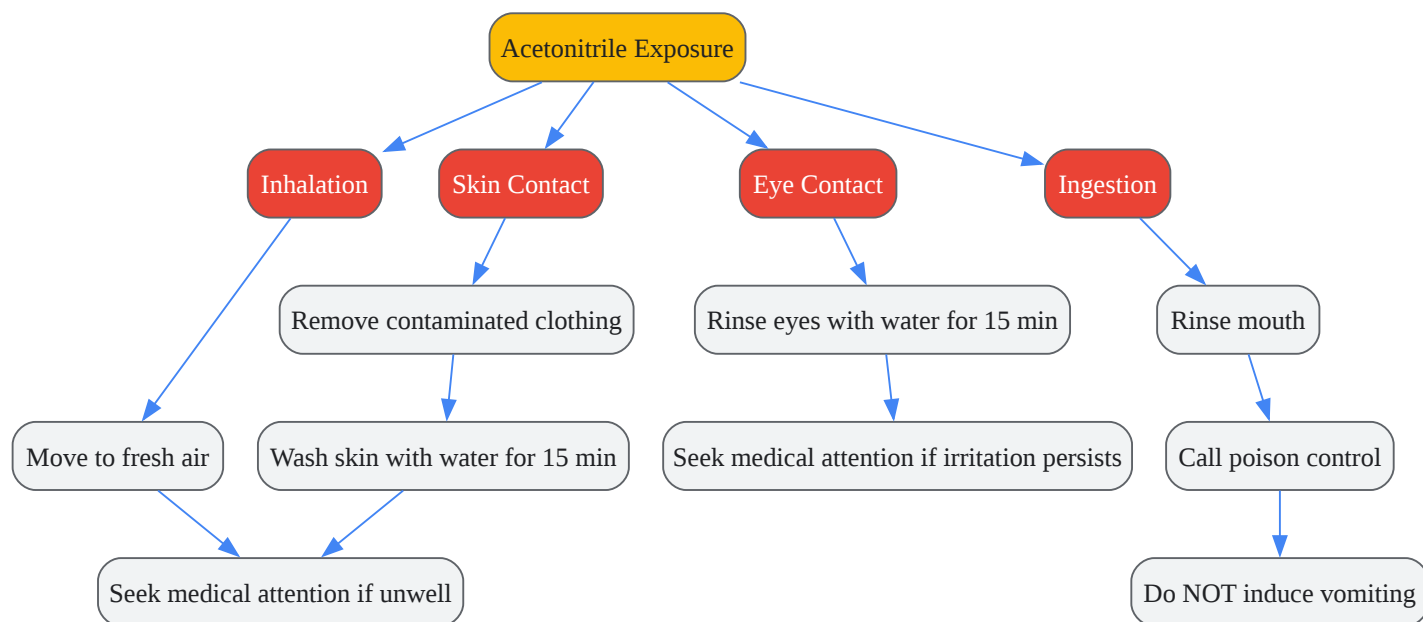 Acetonitrile Exposure
Inhalation
Skin Contact
Eye Contact
Ingestion
Remove contaminated clothing
Rinse eyes with water for 15 min
Rinse mouth
Move to fresh air
Wash skin with water for 15 min
Seek medical attention if irritation persists
Call poison control
Seek medical attention if unwell
Do NOT induce vomiting